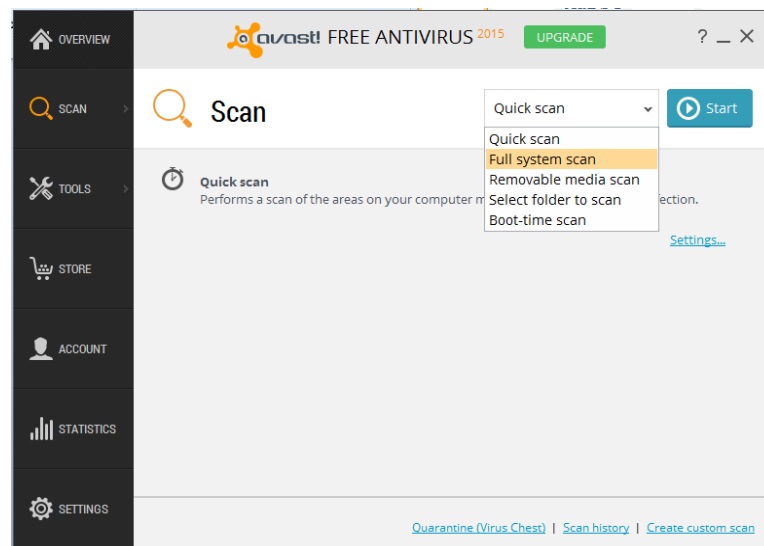 OVERVIEW
avast! FREE ANTIVIRUS 2015
UPGRADE
?
SCAN
Scan
Quick scan
Start
Quick scan
Full system scan
Removable media scan
Select folder to scan
Boot-time scan
TOOLS
Quick scan
Performs a scan of the areas on your computer
Settings...
STORE
ACCOUNT
STATISTICS
SETTINGS
Quarantine (Virus Chest) | Scan history | Create custom scan